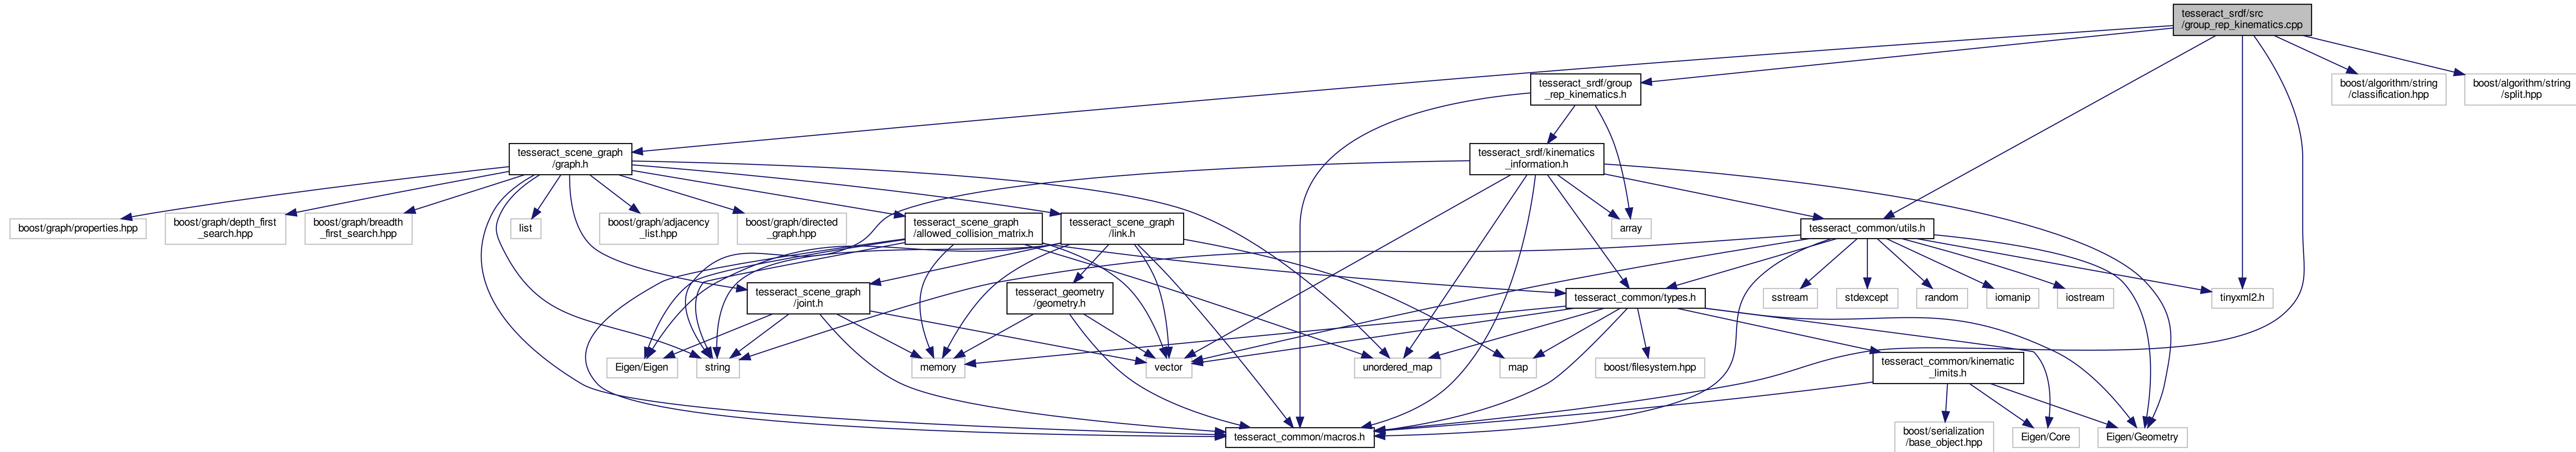 tesseract_srdf/src
/group_rep_kinematics.cpp
tesseract_srdf/group
_rep_kinematics.h
boost/algorithm/string
/classification.hpp
boost/algorithm/string
/split.hpp
tesseract_scene_graph
/graph.h
tesseract_srdf/kinematics
_information.h
boost/graph/properties.hpp
boost/graph/depth_first
_search.hpp
boost/graph/breadth
_first_search.hpp
list
boost/graph/adjacency
_list.hpp
boost/graph/directed
_graph.hpp
tesseract_scene_graph
/allowed_collision_matrix.h
tesseract_scene_graph
/link.h
array
tesseract_common/utils.h
tesseract_scene_graph
/joint.h
tesseract_geometry
/geometry.h
tesseract_common/types.h
sstream
stdexcept
random
iomanip
iostream
tinyxml2.h
Eigen/Eigen
string
memory
vector
unordered_map
map
boost/filesystem.hpp
tesseract_common/kinematic
_limits.h
tesseract_common/macros.h
boost/serialization
/base_object.hpp
Eigen/Core
Eigen/Geometry